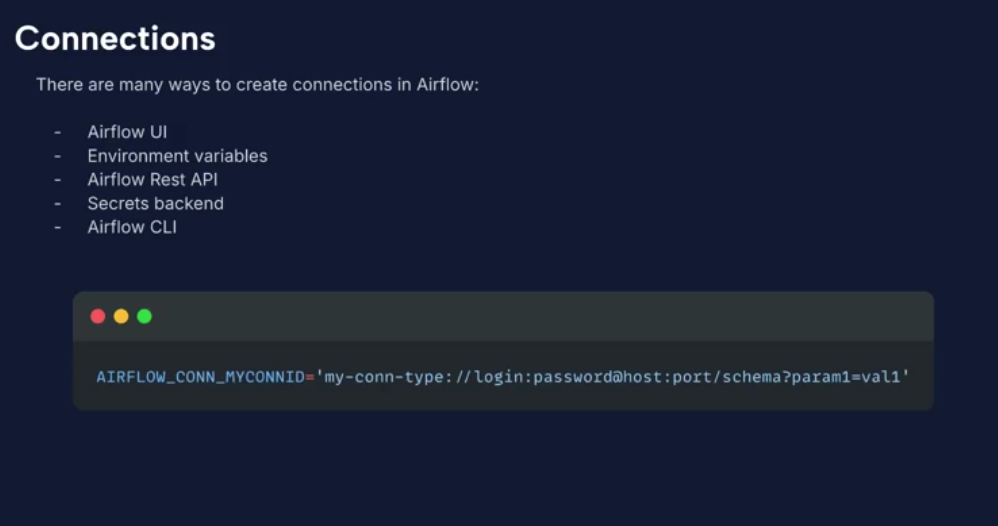 Connections
There are many ways to create connections in Airflow:
- Airflow UI
- Environment variables
- Airflow Rest API
- Secrets backend
- Airflow CLI
AIRFLOW_CONN_MYCONNID='my-conn-type://login:password@host:port/schema?param1=val1'